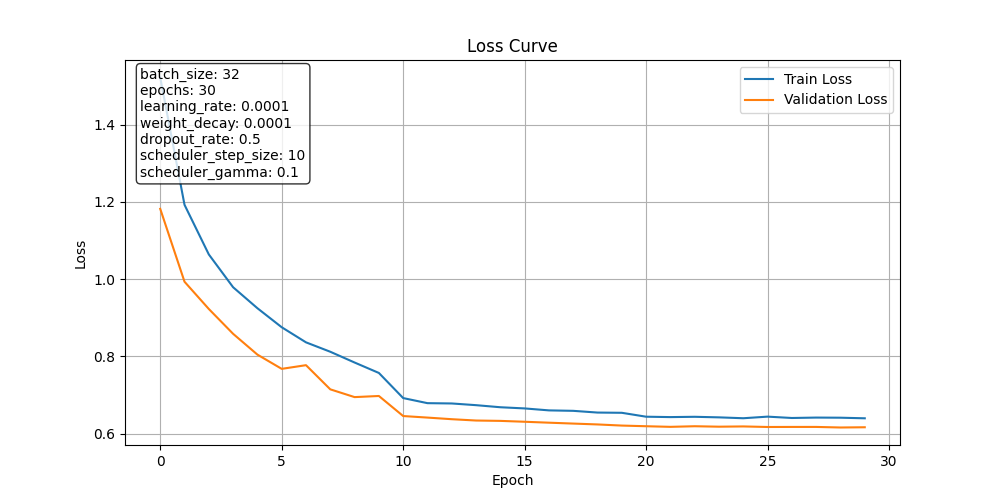 Loss Curve
batch_size: 32
epochs: 30
learning_rate: 0.0001
weight_decay: 0.0001
dropout_rate: 0.5
scheduler_step_size: 10
scheduler_gamma: 0.1
Train Loss
Validation Loss
Loss
1.4
1.2
1.0
0.8
0.6
0 5 10 15 20 25 30
Epoch